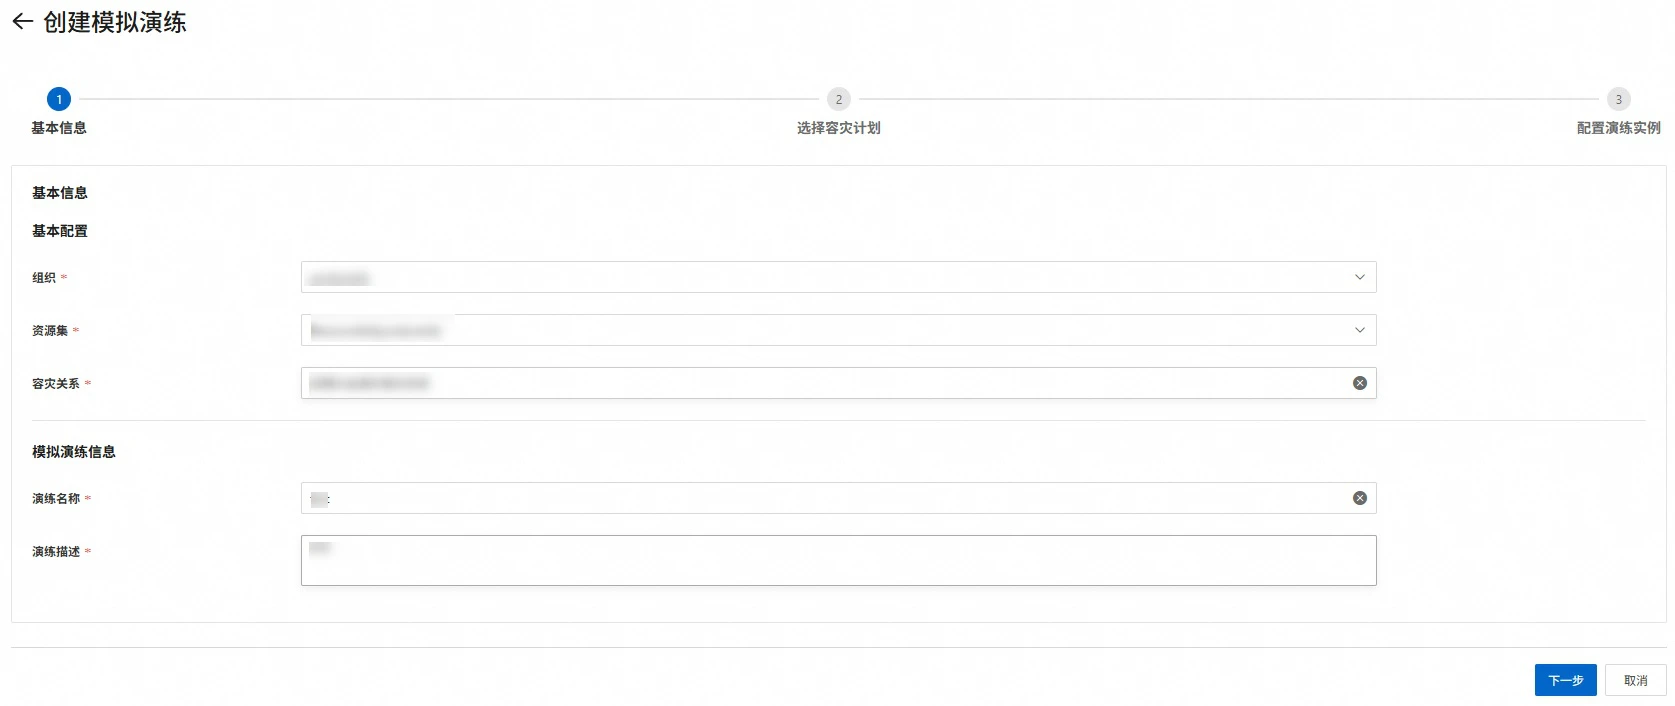 创建模拟演练
1
2
3
基本信息
选择容灾计划
配置演练实例
基本信息
基本配置
组织 *
资源集 *
容灾关系 *
模拟演练信息
演练名称 *
演练描述 *
下一步
取消